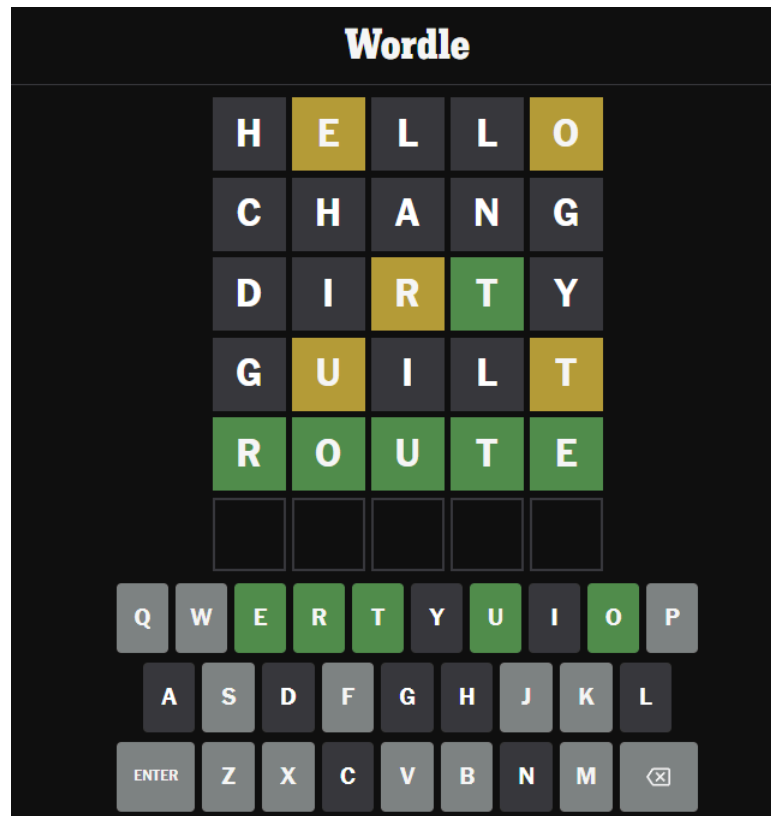 Wordle
H E L L O
C H A N G
D I R T Y
G U I L T
R O U T E
Q W E R T Y U I O P
A S D F G H J K L
ENTER Z X C V B N M